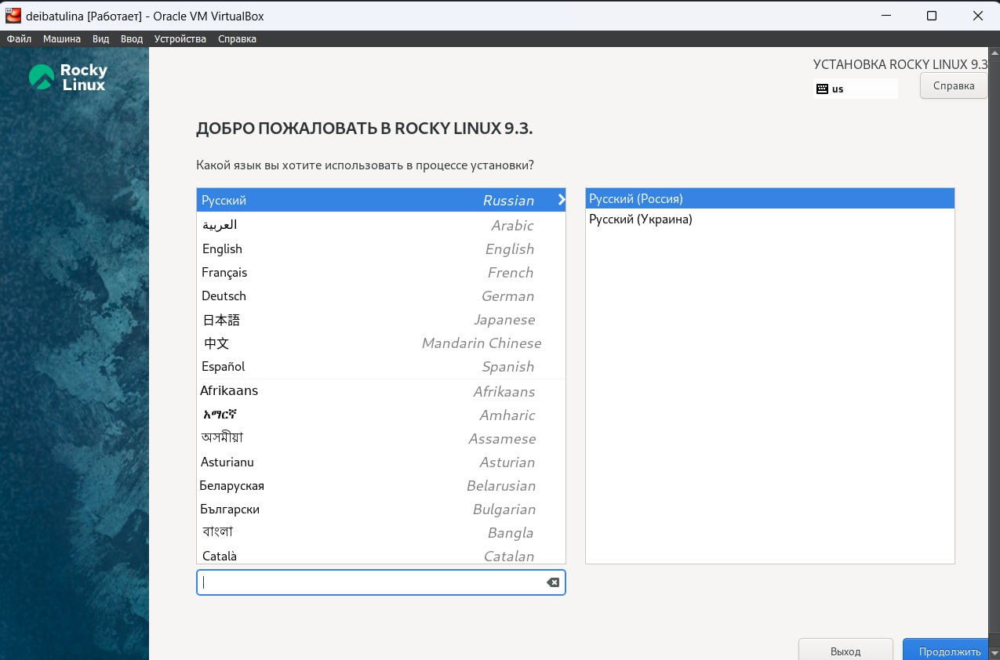 deibatulina [Работает] - Oracle VM VirtualBox
Файл Машина Вид Ввод Устройства Справка
Rocky
Linux
УСТАНОВКА ROCKY LINUX 9.3
us
Справка
ДОБРО ПОЖАЛОВАТЬ В ROCKY LINUX 9.3.
Какой язык вы хотите использовать в процессе установки?
Русский Russian
العربية Arabic
English English
Français French
Deutsch German
日本語 Japanese
中文 Mandarin Chinese
Español Spanish
Afrikaans Afrikaans
አማርኛ Amharic
অসমীয়া Assamese
Asturianu Asturian
Беларуская Belarusian
Български Bulgarian
বাংলা Bangla
Català Catalan
Русский (Россия)
Русский (Украина)
Выход
Продолжить